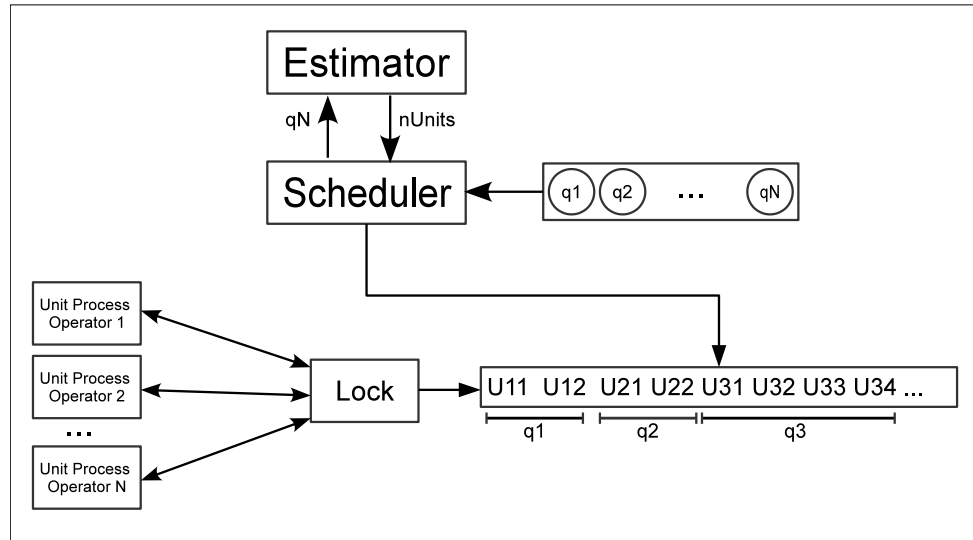 Estimator
qN
nUnits
Scheduler
q1 q2 ... qN
Unit Process
Operator 1
Unit Process
Operator 2
...
Unit Process
Operator N
Lock
U11 U12 U21 U22 U31 U32 U33 U34 ...
q1 q2 q3